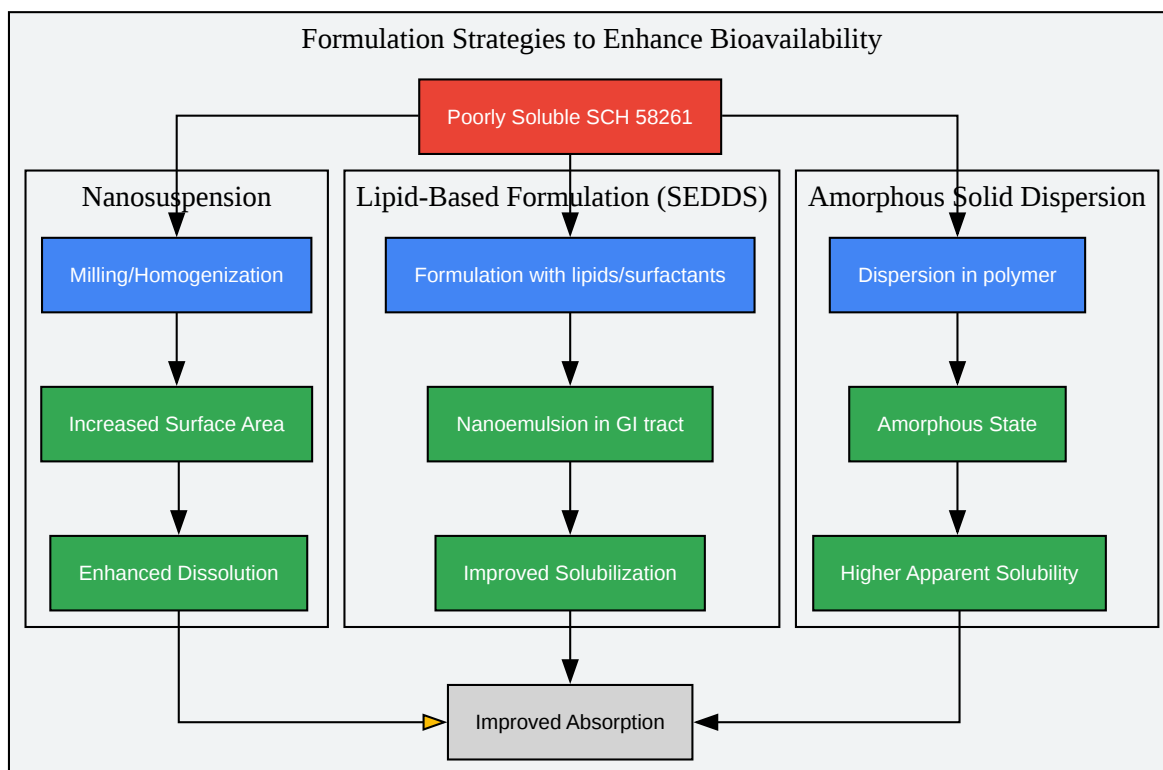 Formulation Strategies to Enhance Bioavailability
Poorly Soluble SCH 58261
Nanosuspension
Milling/Homogenization
Increased Surface Area
Enhanced Dissolution
Lipid-Based Formulation (SEDDS)
Formulation with lipids/surfactants
Nanoemulsion in GI tract
Improved Solubilization
Amorphous Solid Dispersion
Dispersion in polymer
Amorphous State
Higher Apparent Solubility
Improved Absorption